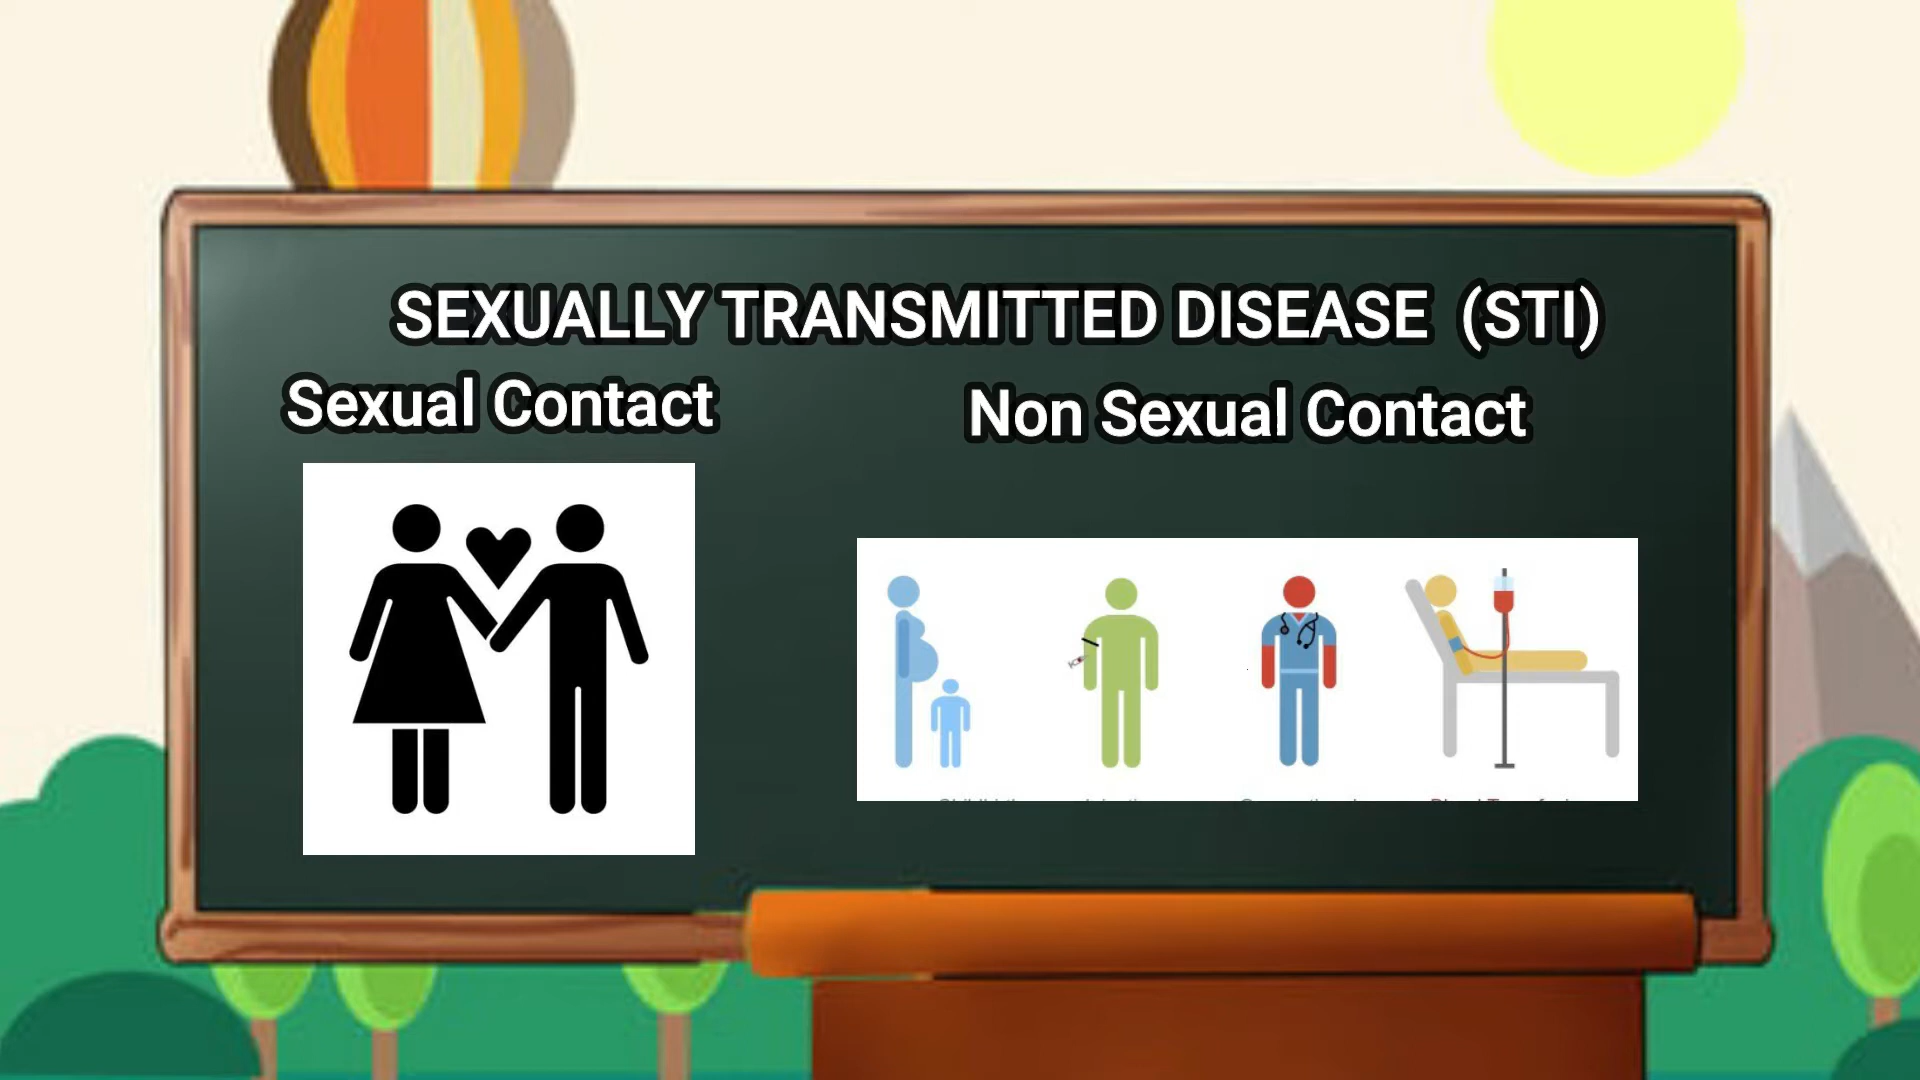 SEXUALLY TRANSMITTED DISEASE (STI)
Sexual Contact
Non Sexual Contact